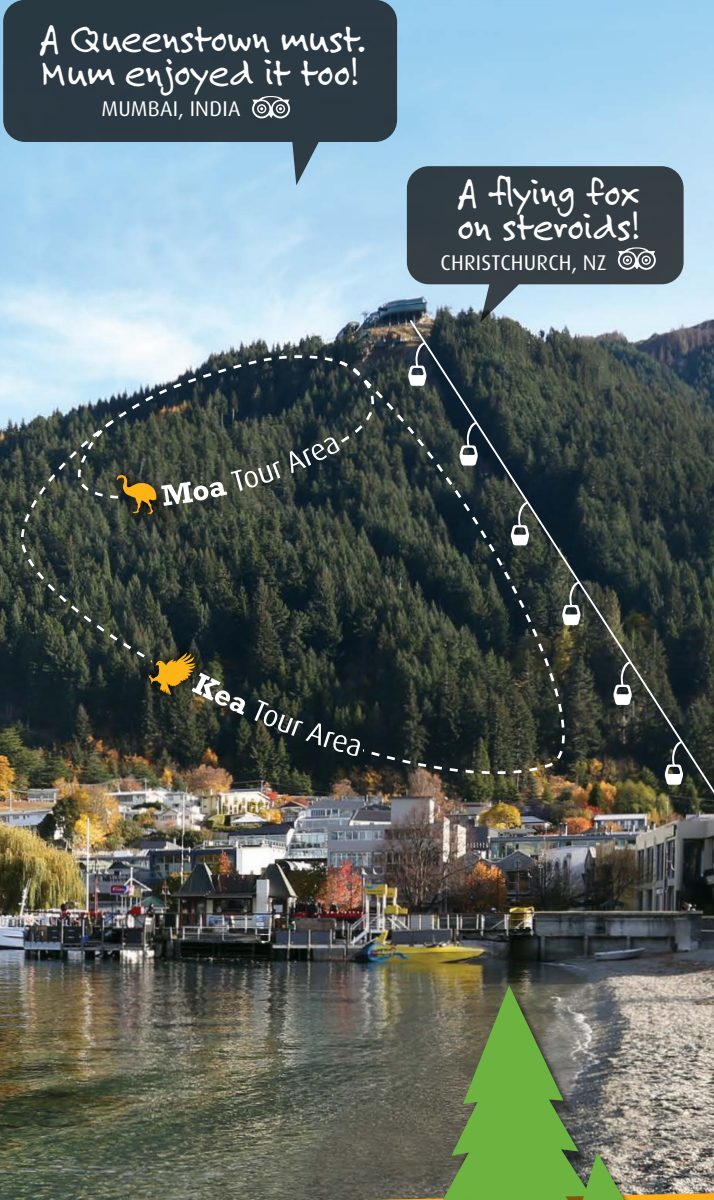 A Queenstown must.
Mum enjoyed it too!
MUMBAI, INDIA
A flying fox
on steroids!
CHRISTCHURCH, NZ
Moa Tour Area
Kea Tour Area